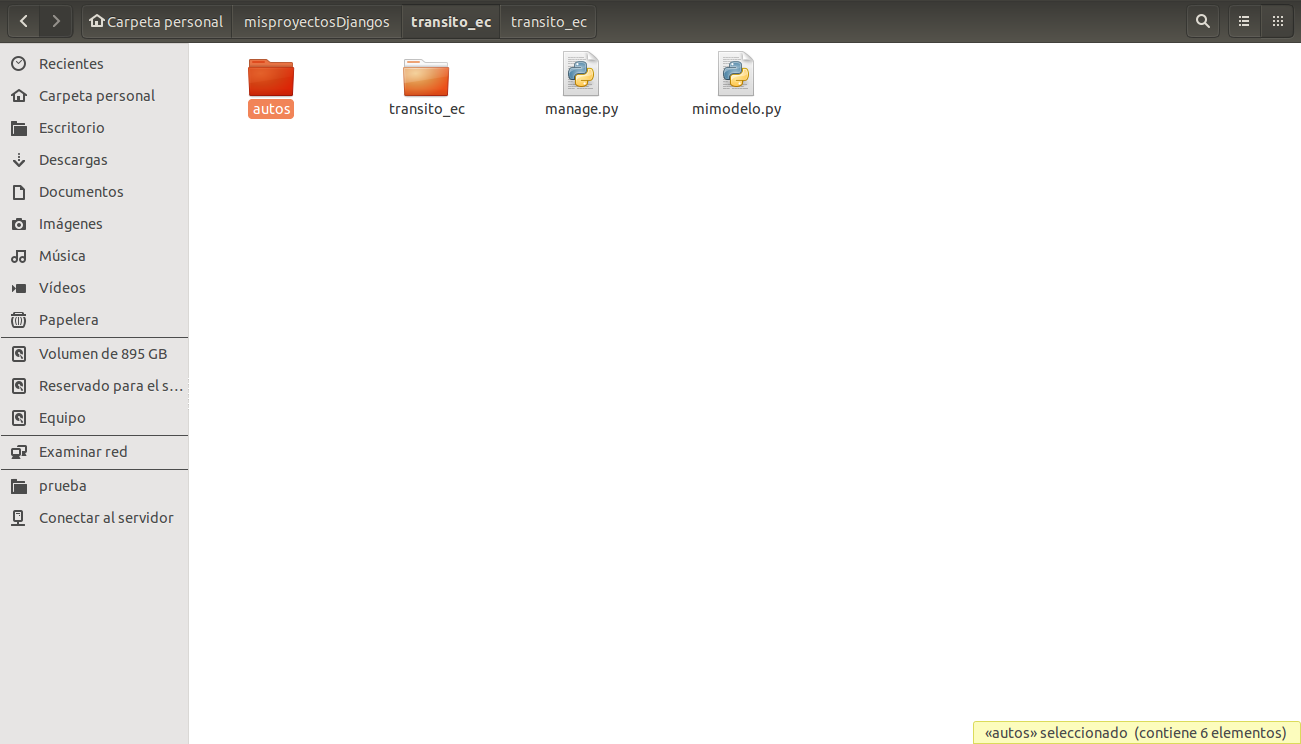 Carpeta personal misproyectosDjangos transito_ec transito_ec
Recientes
Carpeta personal
Escritorio
Descargas
Documentos
Imágenes
Música
Vídeos
Papelera
Volumen de 895 GB
Reservado para el s…
Equipo
Examinar red
prueba
Conectar al servidor
autos transito_ec manage.py mimodelo.py
«autos» seleccionado (contiene 6 elementos)